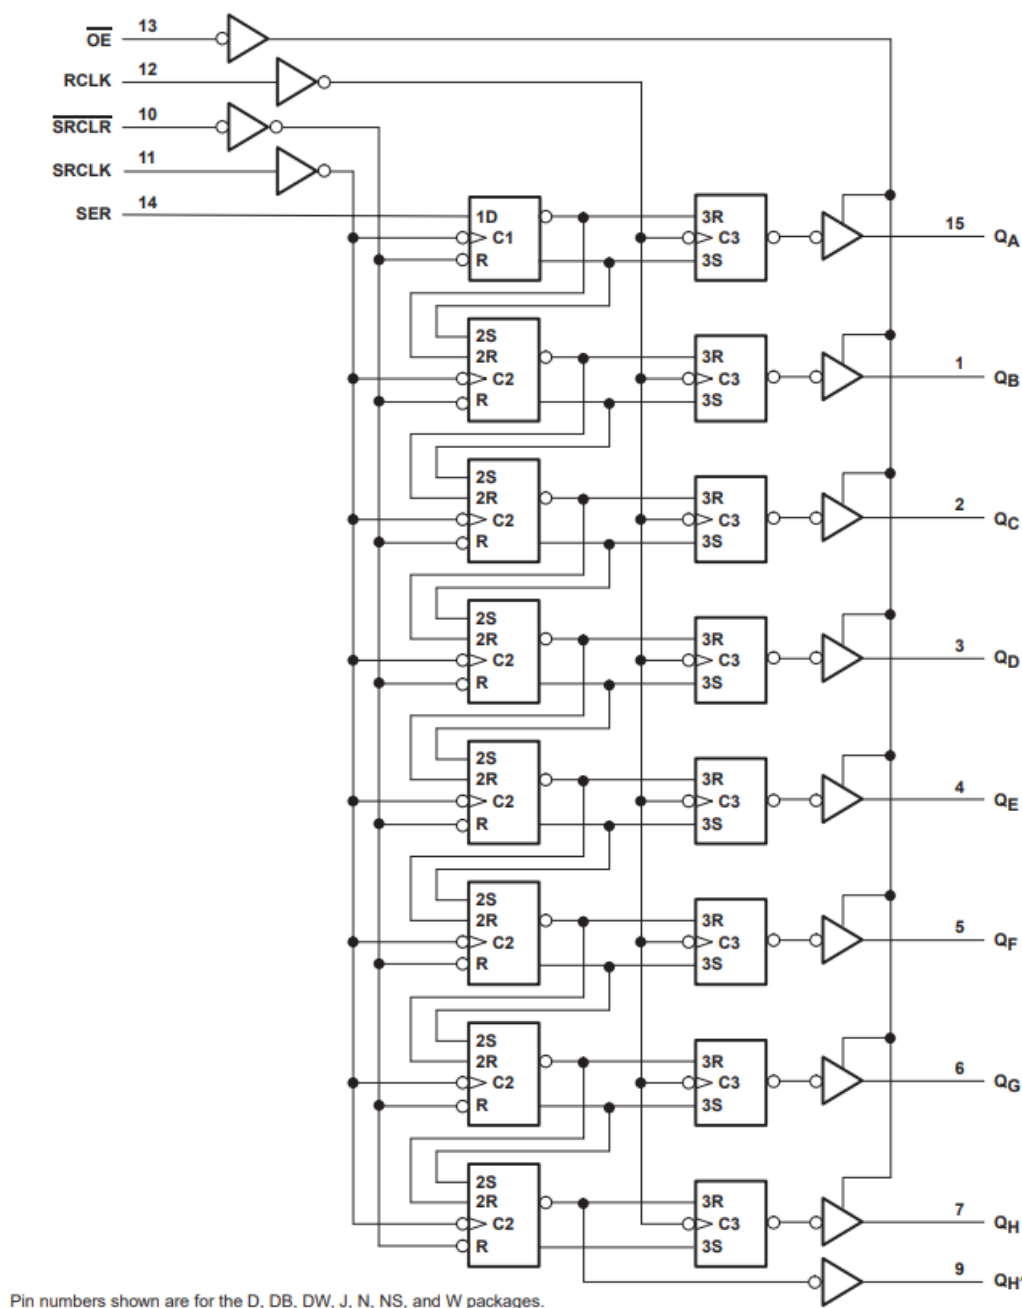 OE 13
RCLK 12
SRCLR 10
SRCLK 11
SER 14
1D
C1
R
3R
C3
3S
15 QA
2S
2R
C2
R
3R
C3
3S
1 QB
2S
2R
C2
R
3R
C3
3S
2 QC
2S
2R
C2
R
3R
C3
3S
3 QD
2S
2R
C2
R
3R
C3
3S
4 QE
2S
2R
C2
R
3R
C3
3S
5 QF
2S
2R
C2
R
3R
C3
3S
6 QG
2S
2R
C2
R
3R
C3
3S
7 QH
9 QH'
Pin numbers shown are for the D, DB, DW, J, N, NS, and W packages.